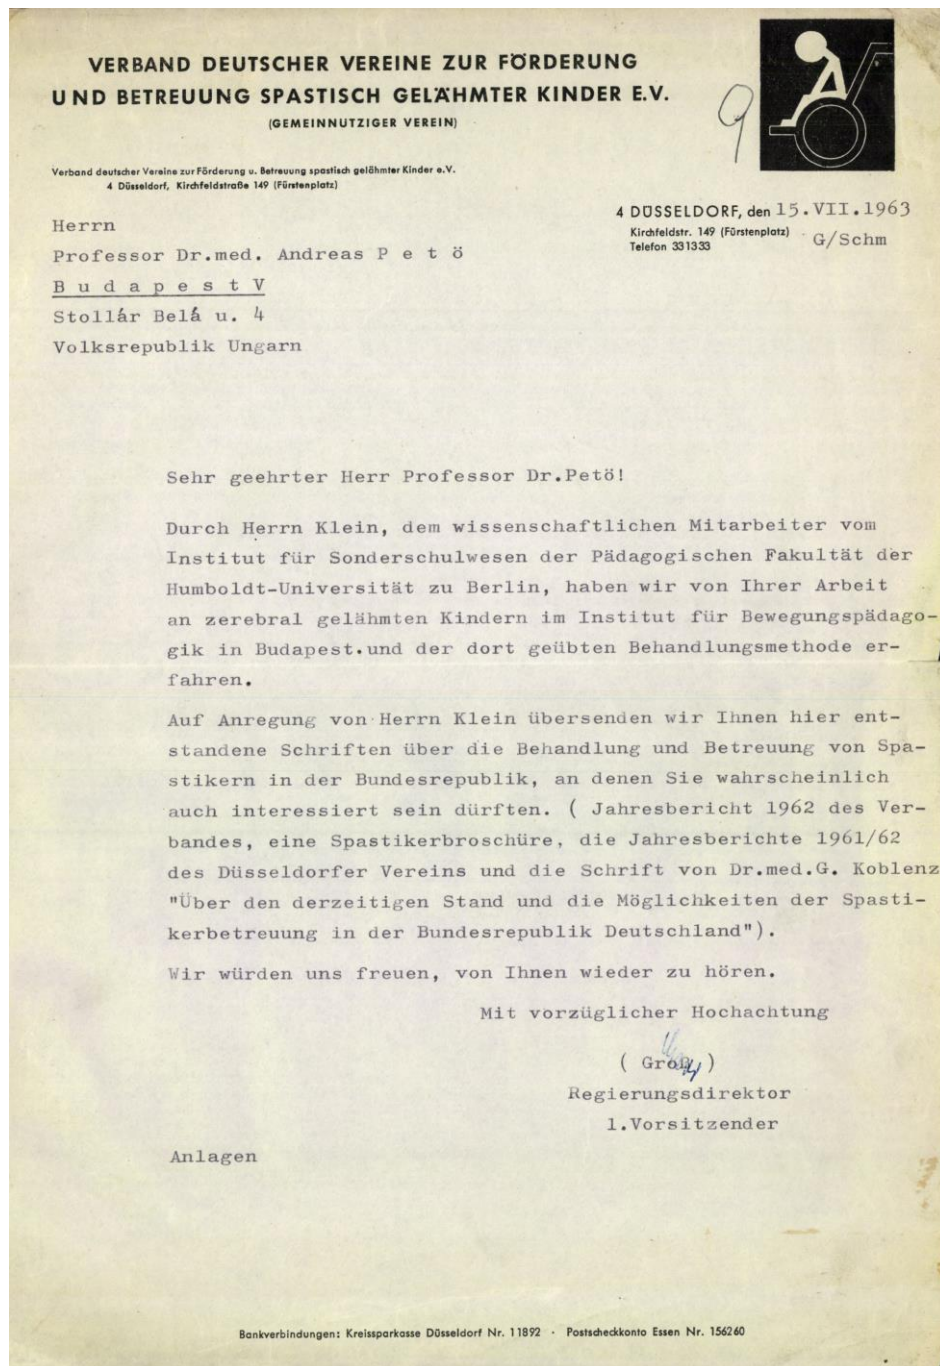 VERBAND DEUTSCHER VEREINE ZUR FÖRDERUNG
UND BETREUUNG SPASTISCH GELÄHMTER KINDER E.V.
(GEMEINNUTZIGER VEREIN)
9
Verband deutscher Vereine zur Förderung u. Betreuung spastisch gelähmter Kinder e.V.
4 Düsseldorf, Kirchfeldstraße 149 (Fürstenplatz)
4 DÜSSELDORF, den 15.VII.1963
Kirchfeldstr. 149 (Fürstenplatz)
Telefon 331333
G/Schm
Herrn
Professor Dr.med. Andreas P e t ö
B u d a p e s t V
Stollár Belá u. 4
Volksrepublik Ungarn
Sehr geehrter Herr Professor Dr.Petö!
Durch Herrn Klein, dem wissenschaftlichen Mitarbeiter vom
Institut für Sonderschulwesen der Pädagogischen Fakultät der
Humboldt-Universität zu Berlin, haben wir von Ihrer Arbeit
an zerebral gelähmten Kindern im Institut für Bewegungspädago-
gik in Budapest.und der dort geübten Behandlungsmethode er-
fahren.
Auf Anregung von Herrn Klein übersenden wir Ihnen hier ent-
standene Schriften über die Behandlung und Betreuung von Spa-
stikern in der Bundesrepublik, an denen Sie wahrscheinlich
auch interessiert sein dürften. ( Jahresbericht 1962 des Ver-
bandes, eine Spastikerbroschüre, die Jahresberichte 1961/62
des Düsseldorfer Vereins und die Schrift von Dr.med.G. Koblenz
"Über den derzeitigen Stand und die Möglichkeiten der Spasti-
kerbetreuung in der Bundesrepublik Deutschland").
Wir würden uns freuen, von Ihnen wieder zu hören.
Mit vorzüglicher Hochachtung
( Groß )
Regierungsdirektor
1.Vorsitzender
Anlagen
Bankverbindungen: Kreissparkasse Düsseldorf Nr. 11892 · Postscheckkonto Essen Nr. 156260